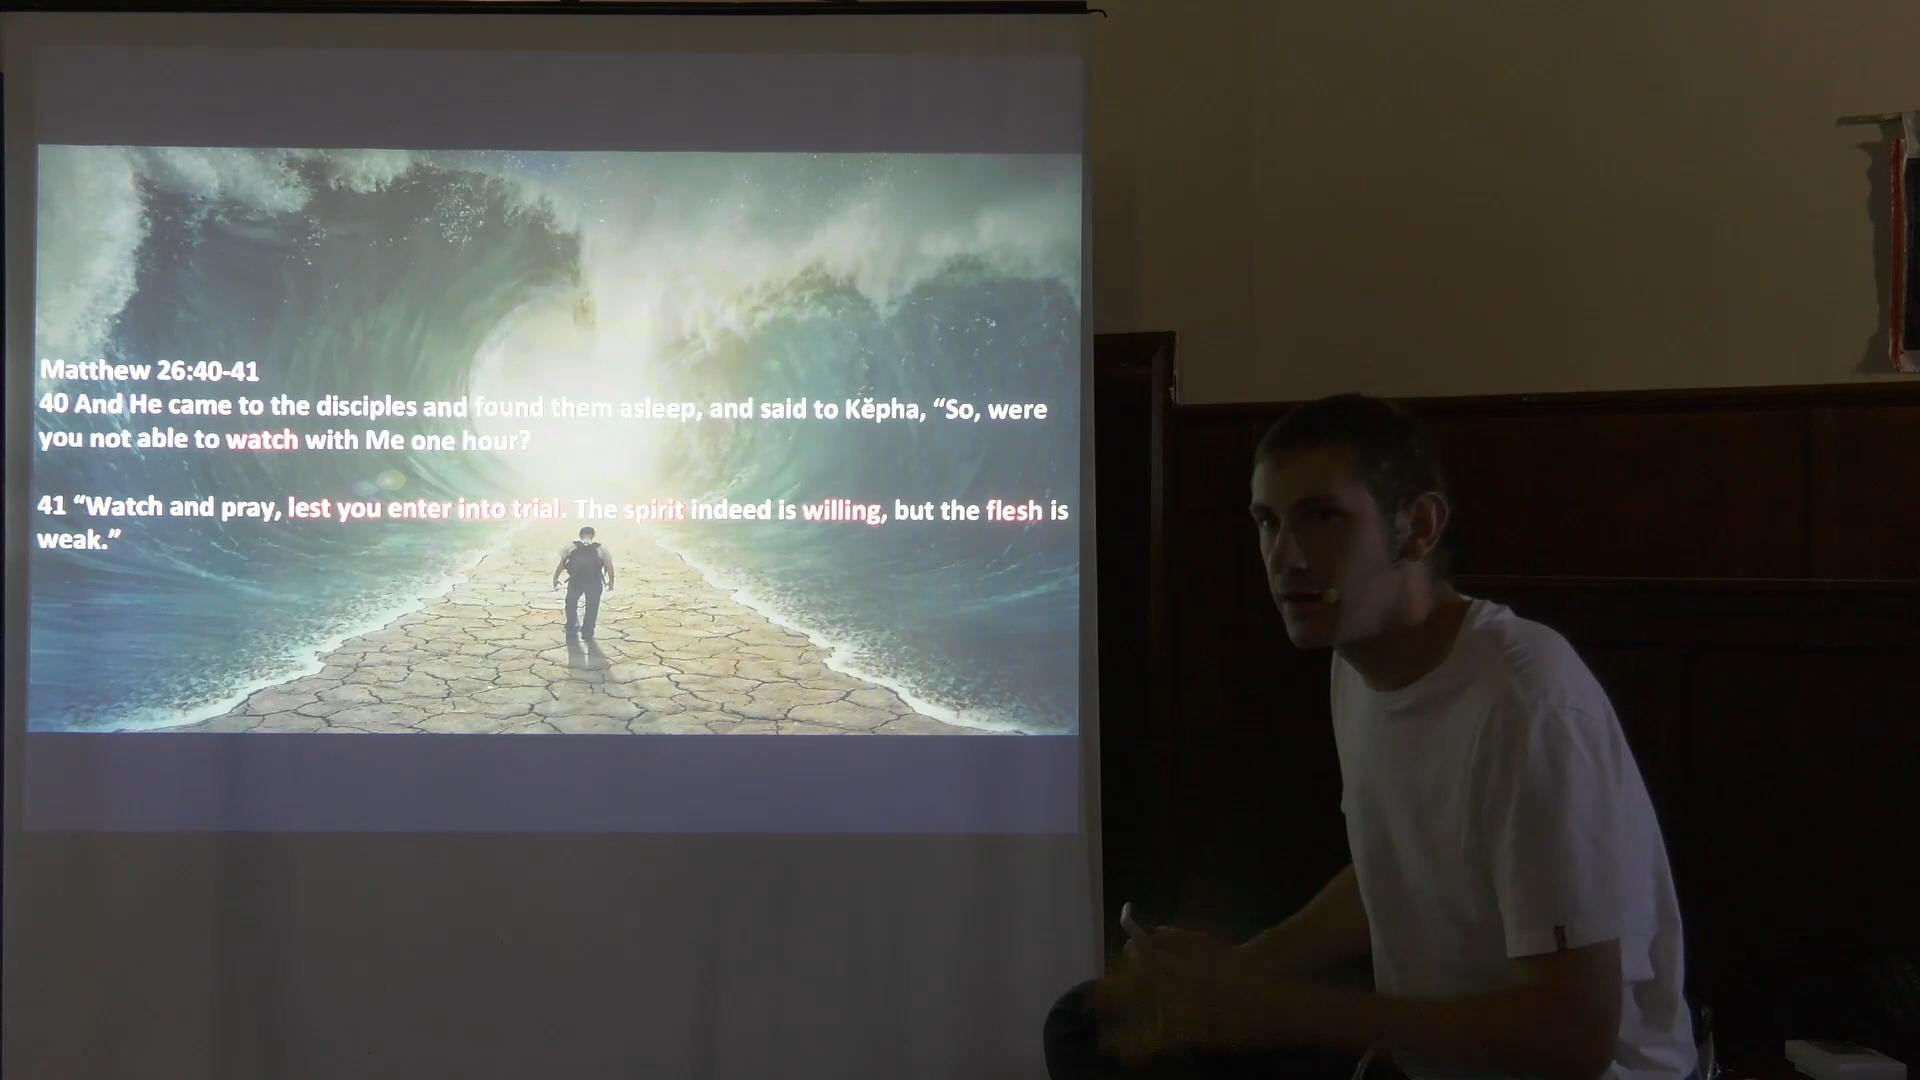 Matthew 26:40-41
40 And He came to the disciples and found them asleep, and said to Kěpha, “So, were
you not able to watch with Me one hour?
41 “Watch and pray, lest you enter into trial. The spirit indeed is willing, but the flesh is
weak.”